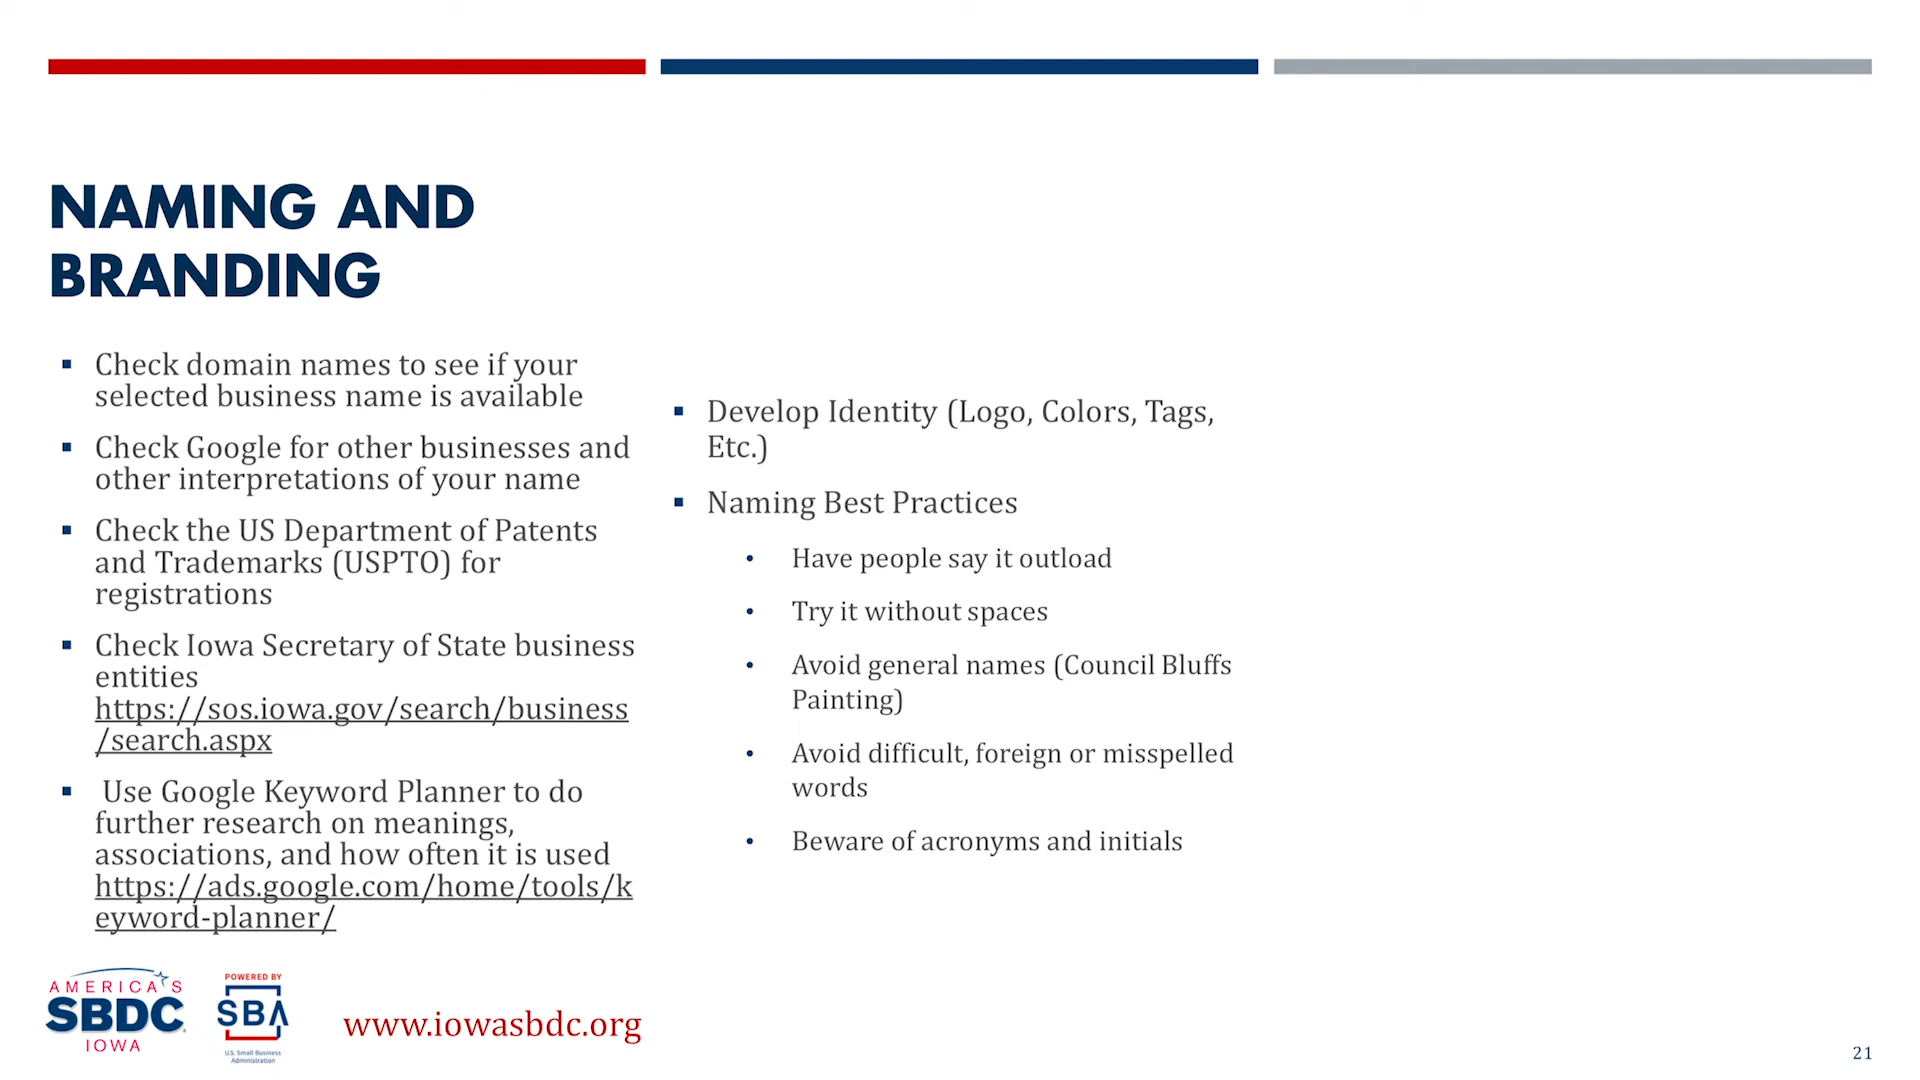 NAMING AND
BRANDING
Check domain names to see if your
selected business name is available
Check Google for other businesses and
other interpretations of your name
Check the US Department of Patents
and Trademarks (USPTO) for
registrations
Check Iowa Secretary of State business
entities
https://sos.iowa.gov/search/business
/search.aspx
Use Google Keyword Planner to do
further research on meanings,
associations, and how often it is used
https://ads.google.com/home/tools/k
eyword-planner/
Develop Identity (Logo, Colors, Tags,
Etc.)
Naming Best Practices
Have people say it outload
Try it without spaces
Avoid general names (Council Bluffs
Painting)
Avoid difficult, foreign or misspelled
words
Beware of acronyms and initials
AMERICA'S
SBDC
IOWA
POWERED BY
SBA
U.S. Small Business
Administration
www.iowasbdc.org
21